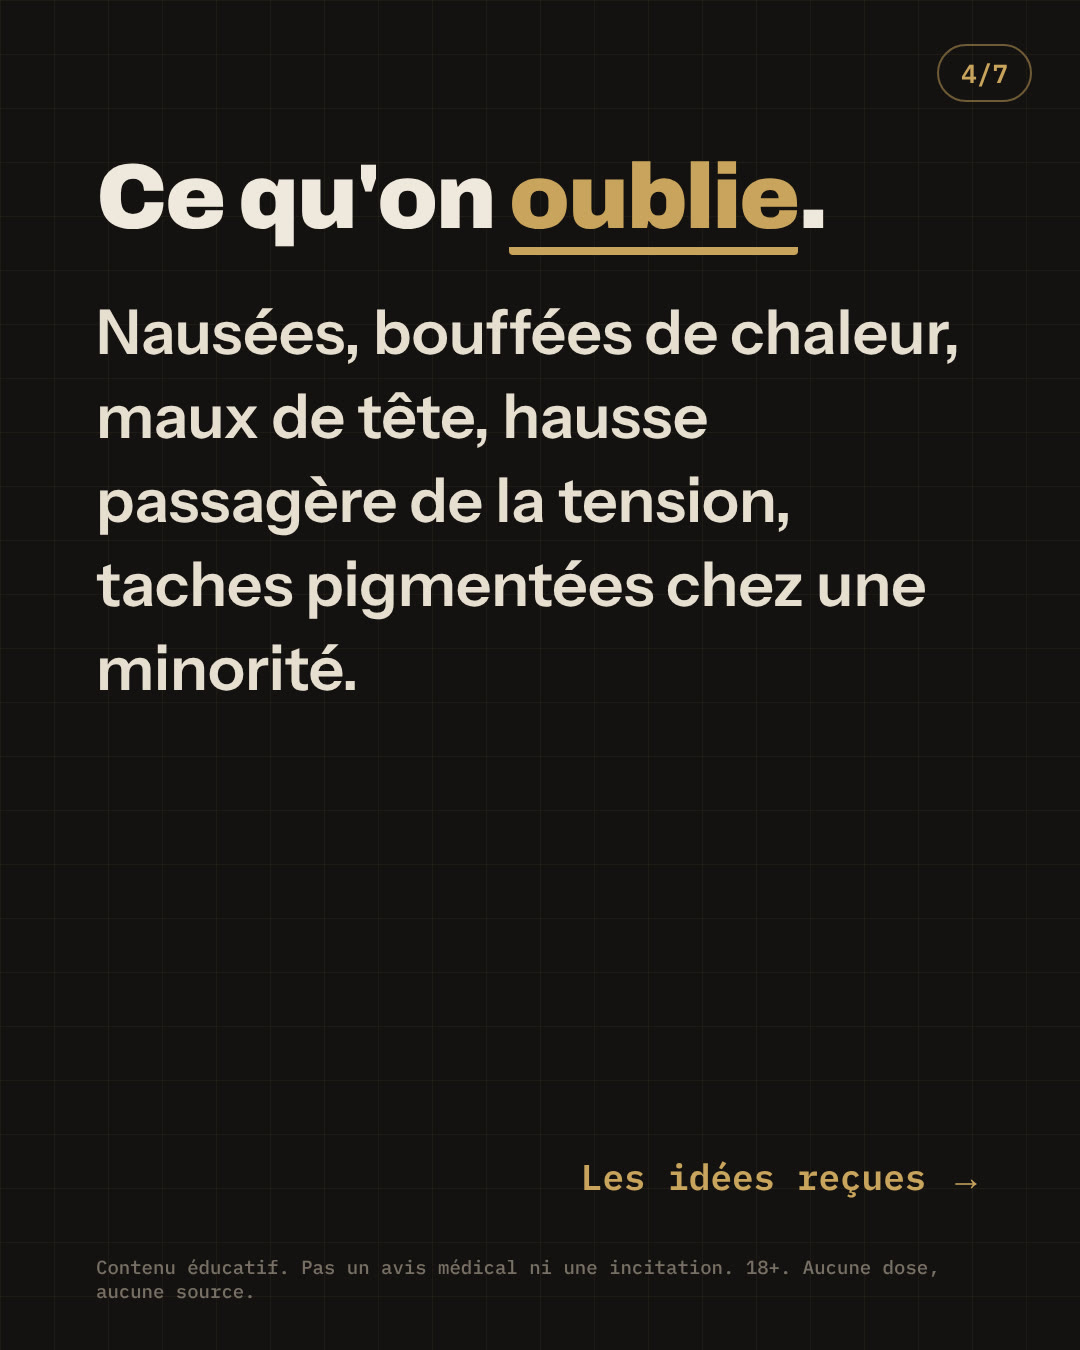 4/7
Ce qu'on oublie.
Nausées, bouffées de chaleur,
maux de tête, hausse
passagère de la tension,
taches pigmentées chez une
minorité.
Les idées reçues →
Contenu éducatif. Pas un avis médical ni une incitation. 18+. Aucune dose,
aucune source.